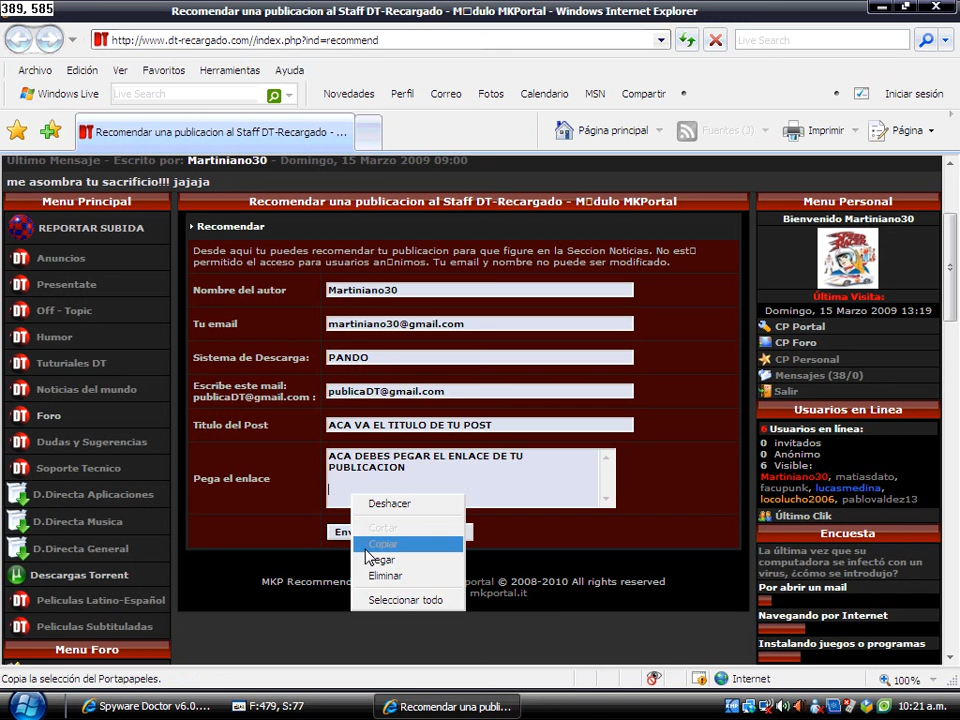 389, 585
Recomendar una publicacion al Staff DT-Recargado - M□dulo MKPortal - Windows Internet Explorer
http://www.dt-recargado.com//index.php?ind=recommend
Live Search
Archivo Edición Ver Favoritos Herramientas Ayuda
Windows Live
Live Search
Novedades Perfil Correo Fotos Calendario MSN Compartir
Iniciar sesión
Recomendar una publicacion al Staff DT-Recargado - ...
Página principal
Fuentes (J)
Imprimir
Página
Ultimo Mensaje - Escrito por: Martiniano30 - Domingo, 15 Marzo 2009 09:00
me asombra tu sacrificio!!! jajaja
Menu Principal
REPORTAR SUBIDA
Anuncios
Presentate
Off - Topic
Humor
Tuturiales DT
Noticias del mundo
Foro
Dudas y Sugerencias
Soporte Tecnico
D.Directa Aplicaciones
D.Directa Musica
D.Directa General
Descargas Torrent
Peliculas Latino-Español
Peliculas Subtituladas
Menu Foro
Recomendar una publicacion al Staff DT-Recargado - M□dulo MKPortal
Recomendar
Desde aqui tu puedes recomendar tu publicacion para que figure en la Seccion Noticias. No est□
permitido el acceso para usuarios an□nimos. Tu email y nombre no puede ser modificado.
Nombre del autor
Martiniano30
Tu email
martiniano30@gmail.com
Sistema de Descarga:
PANDO
Escribe este mail:
publicaDT@gmail.com :
publicaDT@gmail.com
Titulo del Post
ACA VA EL TITULO DE TU POST
Pega el enlace
ACA DEBES PEGAR EL ENLACE DE TU
PUBLICACION
Deshacer
Cortar
Copiar
Pegar
Eliminar
Seleccionar todo
Env
MKP Recommen
portal © 2008-2010 All rights reserved
mkportal.it
Menu Personal
Bienvenido Martiniano30
Última Visita:
Domingo, 15 Marzo 2009 13:19
CP Portal
CP Foro
CP Personal
Mensajes (38/0)
Salir
Usuarios en Linea
6 Usuarios en línea:
0 invitados
0 Anónimo
6 Visible:
Martiniano30, matiasdato,
facupunk, lucasmedina,
locolucho2006, pablovaldez13
Último Clik
Encuesta
La última vez que una
computadora se infectó con un
virus, ¿cómo se introdujo?
Por abrir un mail
Navegando por Internet
Instalando juegos o programas
Copia la selección del Portapapeles.
Internet
100%
Spyware Doctor v6.0....
F:479, S:77
Recomendar una publi...
10:21 a.m.